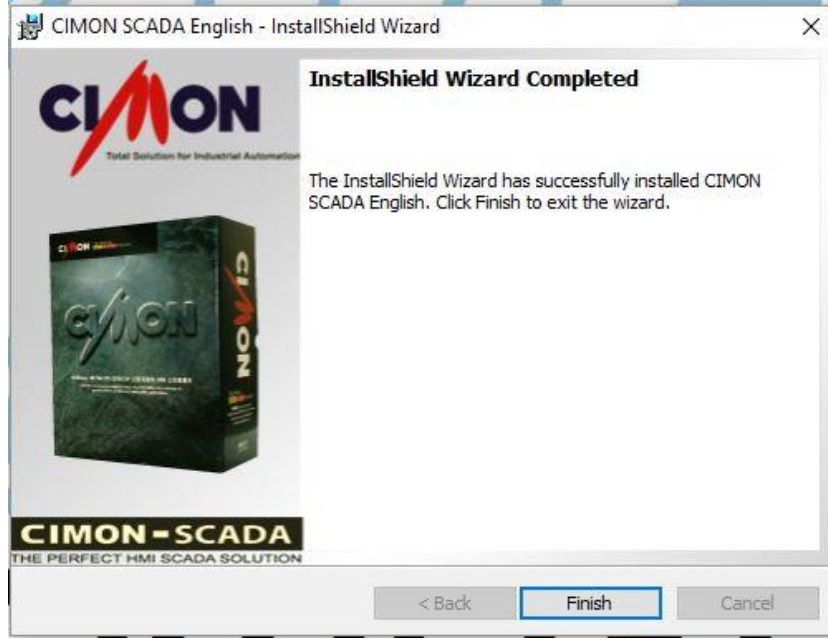 CIMON SCADA English - InstallShield Wizard
CIMON
Total Solution for Industrial Automation
InstallShield Wizard Completed
The InstallShield Wizard has successfully installed CIMON
SCADA English. Click Finish to exit the wizard.
CIMON
CIMON
CIMON
CIMON-SCADA
THE PERFECT HMI SCADA SOLUTION
< Back
Finish
Cancel